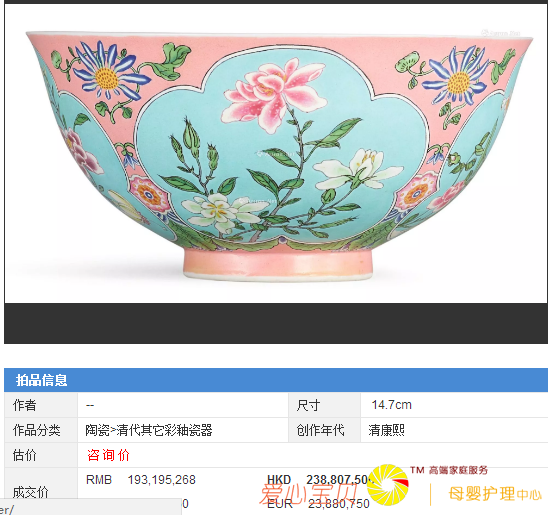 拍品信息
作者 -- 尺寸 14.7cm
作品分类 陶瓷>清代其它彩釉瓷器 创作年代 清康熙
估价 咨询价
成交价 RMB 193,195,268 HKD 238,807,50
EUR 23,880,750
爱心宝贝
TM 高端家庭服务
母婴护理中心
er/